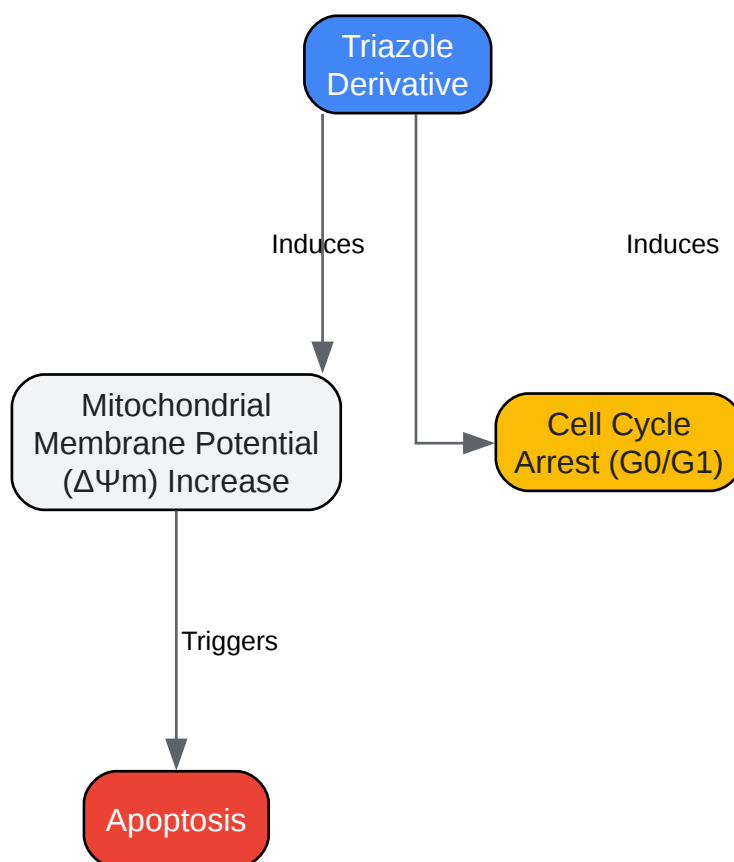 Triazole
Derivative
Induces
Induces
Mitochondrial
Membrane Potential
(ΔΨm) Increase
Cell Cycle
Arrest (G0/G1)
Triggers
Apoptosis